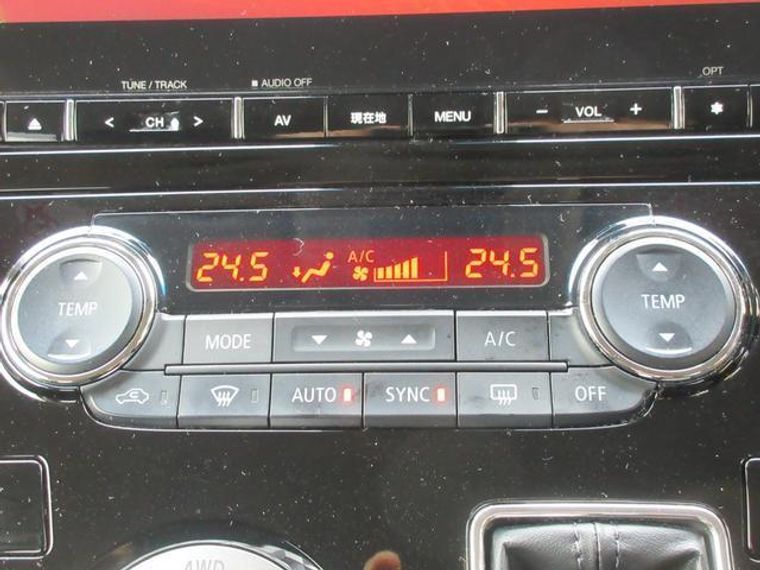 TUNE / TRACK ■ AUDIO OFF OPT
< CH > AV 現在地 MENU − VOL +
24.5 A/C 24.5
TEMP TEMP
MODE A/C
AUTO SYNC OFF
AWD